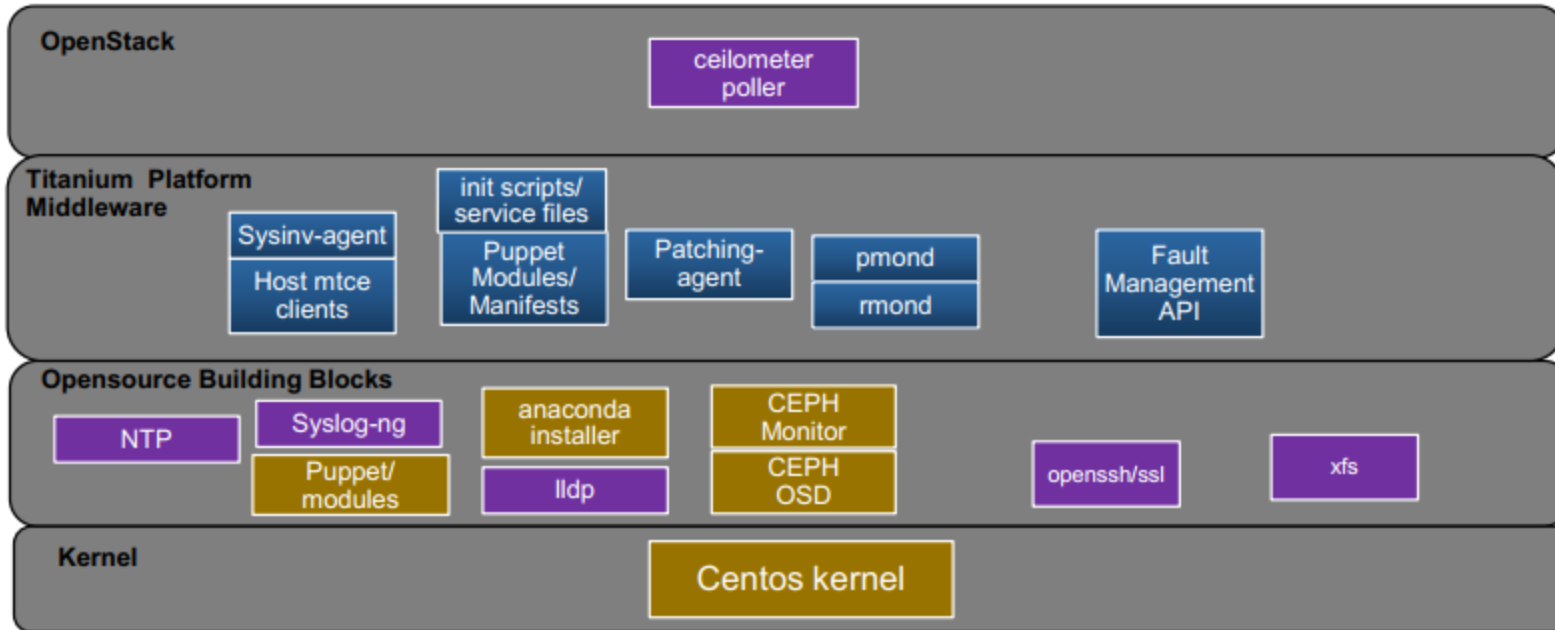 OpenStack
ceilometer
poller
Titanium  Platform
Middleware
Sysinv-agent
Host mtce
clients
init scripts/
service files
Puppet
Modules/
Manifests
Patching-
agent
pmond
rmond
Fault
Management
API
Opensource Building Blocks
NTP
Syslog-ng
Puppet/
modules
anaconda
installer
lldp
CEPH
Monitor
CEPH
OSD
openssh/ssl
xfs
Kernel
Centos kernel